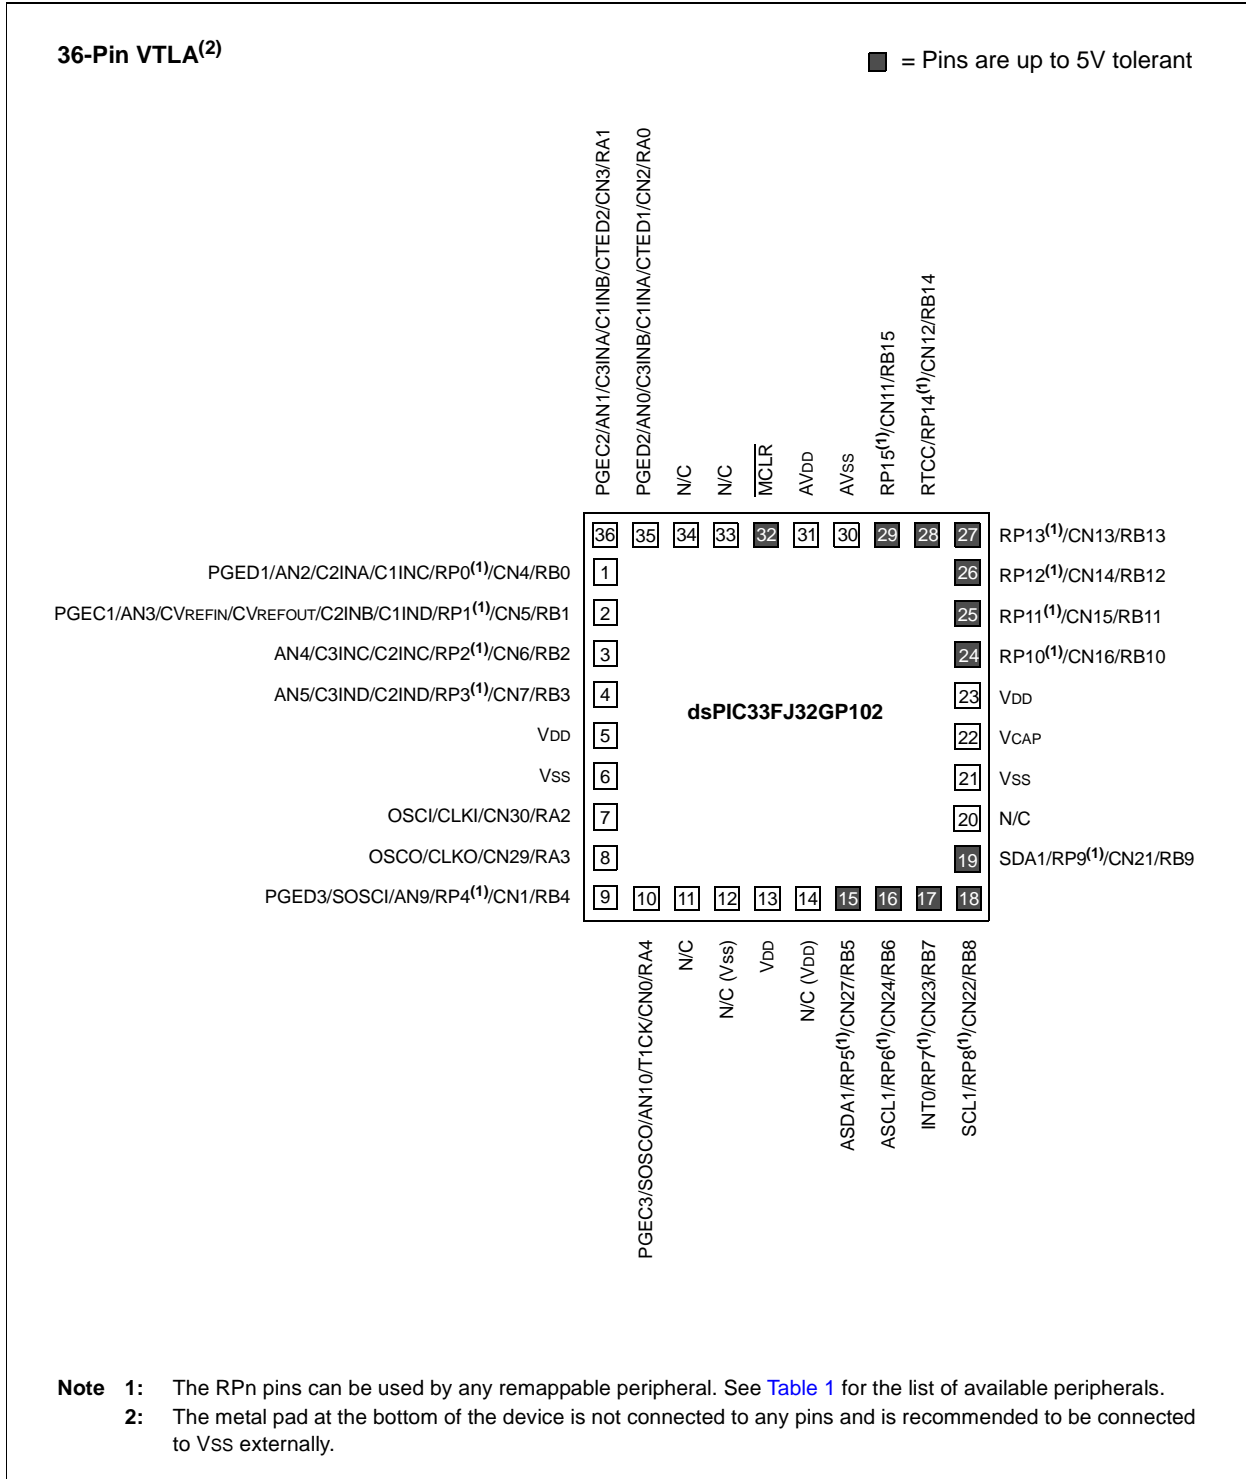 36-Pin VTLA(2)
= Pins are up to 5V tolerant
PGEC2/AN1/C3INA/C1INB/CTED2/CN3/RA1
PGED2/AN0/C3INB/C1INA/CTED1/CN2/RA0
N/C
N/C
MCLR
AVDD
AVSS
RP15(1)/CN11/RB15
RTCC/RP14(1)/CN12/RB14
36 35 34 33 32 31 30 29 28 27 RP13(1)/CN13/RB13
PGED1/AN2/C2INA/C1INC/RP0(1)/CN4/RB0 1
26 RP12(1)/CN14/RB12
PGEC1/AN3/CVREFIN/CVREFOUT/C2INB/C1IND/RP1(1)/CN5/RB1 2
25 RP11(1)/CN15/RB11
AN4/C3INC/C2INC/RP2(1)/CN6/RB2 3
24 RP10(1)/CN16/RB10
AN5/C3IND/C2IND/RP3(1)/CN7/RB3 4
dsPIC33FJ32GP102
23 VDD
VDD 5
22 VCAP
VSS 6
21 VSS
OSCI/CLKI/CN30/RA2 7
20 N/C
OSCO/CLKO/CN29/RA3 8
19 SDA1/RP9(1)/CN21/RB9
PGED3/SOSCI/AN9/RP4(1)/CN1/RB4 9
10 11 12 13 14 15 16 17 18
PGEC3/SOSCO/AN10/T1CK/CN0/RA4
N/C
N/C (Vss)
VDD
N/C (VDD)
ASDA1/RP5(1)/CN27/RB5
ASCL1/RP6(1)/CN24/RB6
INT0/RP7(1)/CN23/RB7
SCL1/RP8(1)/CN22/RB8
Note 1: The RPn pins can be used by any remappable peripheral. See Table 1 for the list of available peripherals.
2: The metal pad at the bottom of the device is not connected to any pins and is recommended to be connected
to VSS externally.